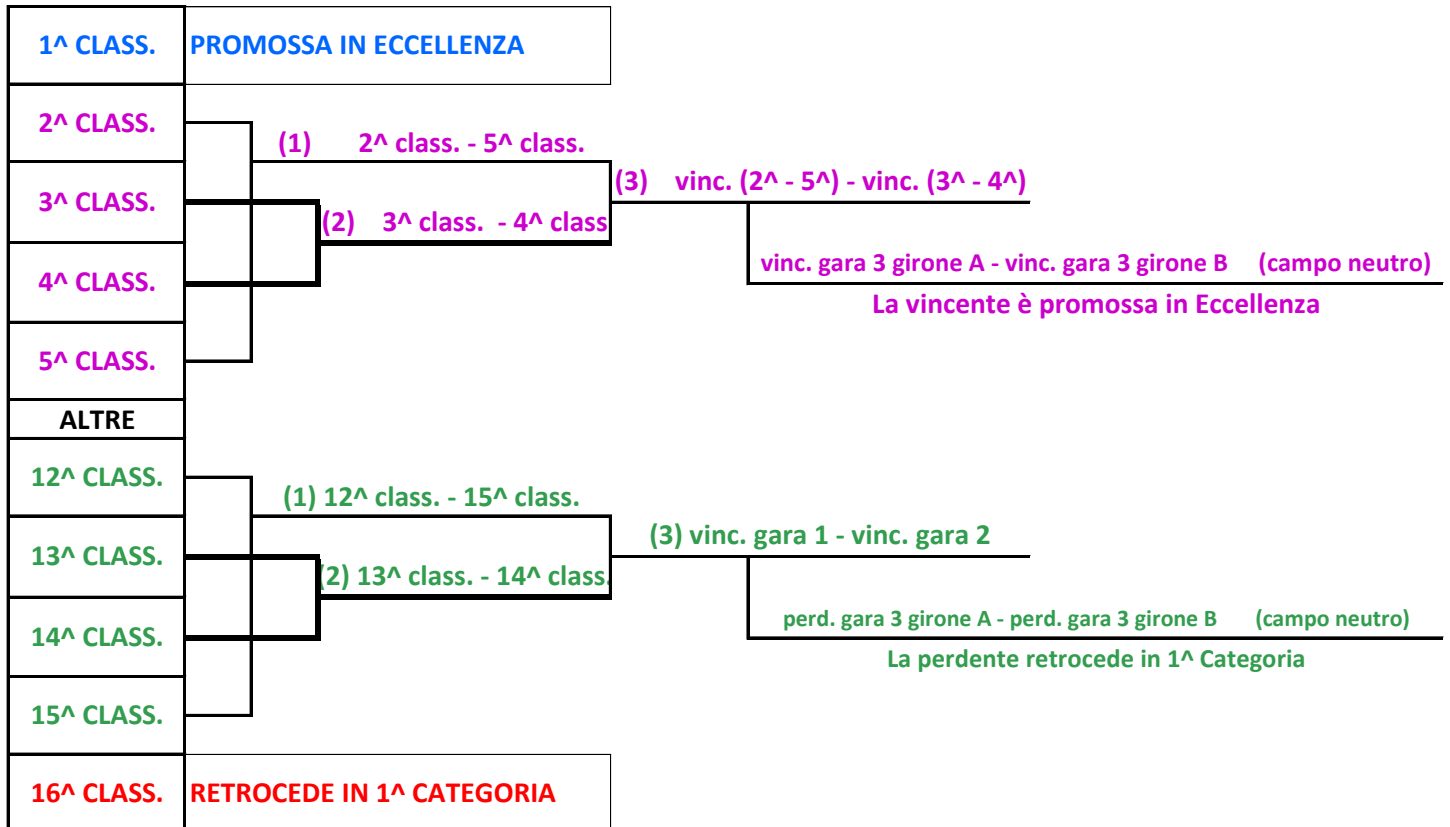 1^ CLASS. PROMOSSA IN ECCELLENZA
2^ CLASS.
(1) 2^ class. - 5^ class.
3^ CLASS.
(3) vinc. (2^ - 5^) - vinc. (3^ - 4^)
(2) 3^ class. - 4^ class
4^ CLASS.
vinc. gara 3 girone A - vinc. gara 3 girone B (campo neutro)
La vincente è promossa in Eccellenza
5^ CLASS.
ALTRE
12^ CLASS.
(1) 12^ class. - 15^ class.
13^ CLASS.
(3) vinc. gara 1 - vinc. gara 2
(2) 13^ class. - 14^ class.
14^ CLASS.
perd. gara 3 girone A - perd. gara 3 girone B (campo neutro)
La perdente retrocede in 1^ Categoria
15^ CLASS.
16^ CLASS. RETROCEDE IN 1^ CATEGORIA